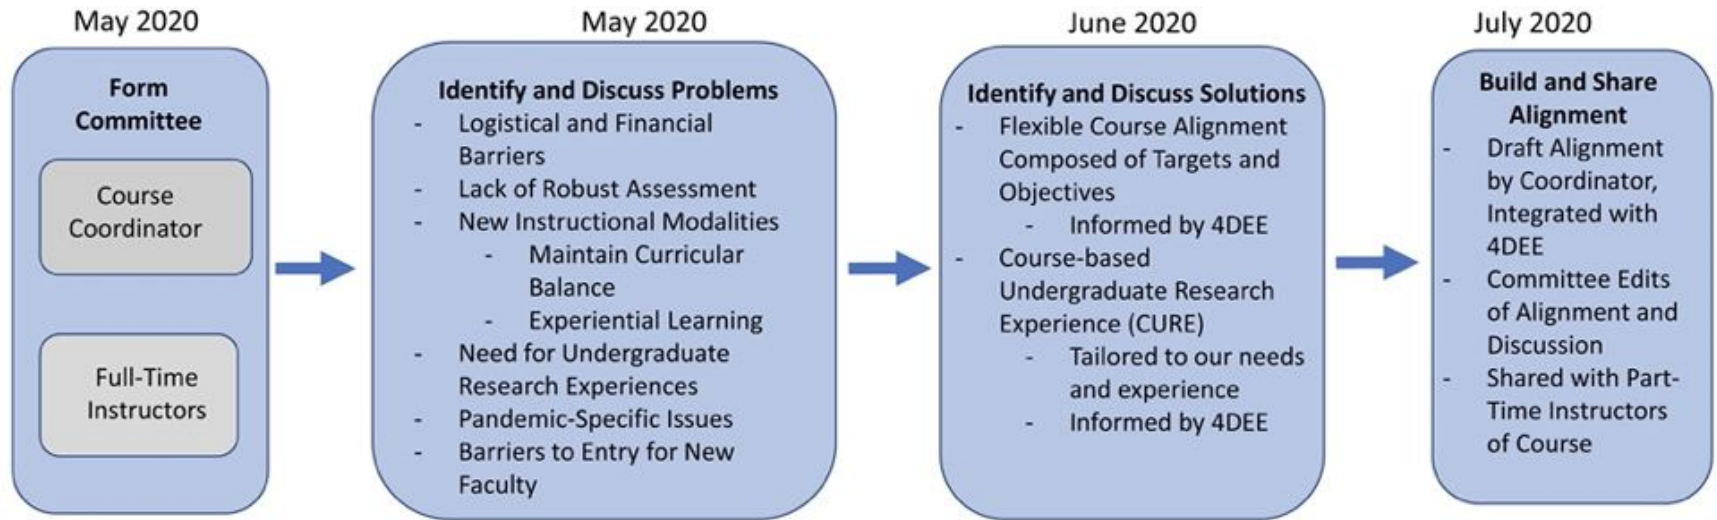 May 2020
Form
Committee
Course
Coordinator
Full-Time
Instructors
May 2020
Identify and Discuss Problems
- Logistical and Financial
Barriers
- Lack of Robust Assessment
- New Instructional Modalities
- Maintain Curricular
Balance
- Experiential Learning
- Need for Undergraduate
Research Experiences
- Pandemic-Specific Issues
- Barriers to Entry for New
Faculty
June 2020
Identify and Discuss Solutions
- Flexible Course Alignment
Composed of Targets and
Objectives
- Informed by 4DEE
- Course-based
Undergraduate Research
Experience (CURE)
- Tailored to our needs
and experience
- Informed by 4DEE
July 2020
Build and Share
Alignment
- Draft Alignment
by Coordinator,
Integrated with
4DEE
- Committee Edits
of Alignment and
Discussion
- Shared with Part-
Time Instructors
of Course